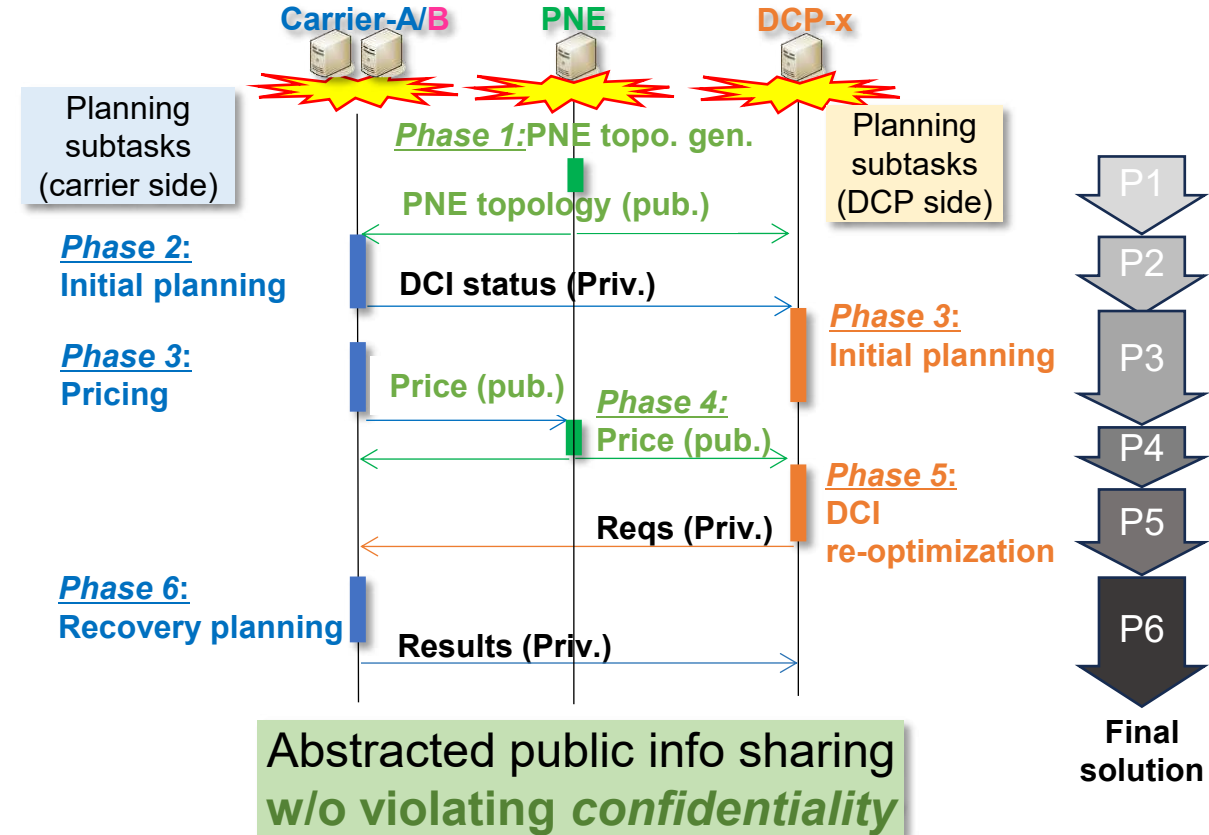 Carrier-A/B
PNE
DCP-x
Planning
subtasks
(carrier side)
Planning
subtasks
(DCP side)
Phase 1:PNE topo. gen.
PNE topology (pub.)
Phase 2:
Initial planning
DCI status (Priv.)
Phase 3:
Initial planning
Phase 3:
Pricing
Price (pub.)
Phase 4:
Price (pub.)
Phase 5:
DCI
re-optimization
Reqs (Priv.)
Phase 6:
Recovery planning
Results (Priv.)
P1
P2
P3
P4
P5
P6
Final
solution
Abstracted public info sharing
w/o violating confidentiality